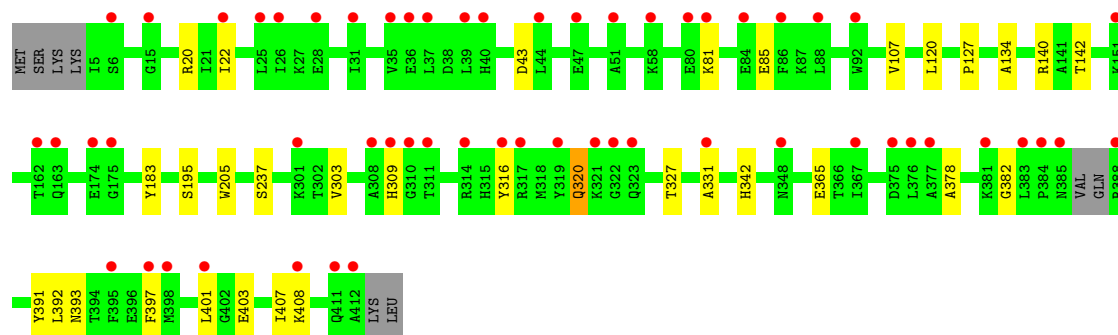 MET SER LYS LYS I5 S6 G15 R20 I21 I22 L25 I26 K27 E28 I31 V35 E36 L37 D38 L39 H40 D43 L44 E47 A51 K58 E80 K81 E84 E85 F86 K87 L88 W92 V107 L120 P127 A134 R140 A141 T142 K151
T162 Q163 E174 G175 Y183 S195 W205 S237 K301 T302 V303 A308 H309 G310 T311 R314 H315 Y316 R317 M318 Y319 Q320 K321 G322 Q323 T327 A331 H342 N348 E365 T366 I367 D375 L376 A377 A378 K381 G382 L383 P384 N385 VAL GLN
Y391 L392 N393 T394 F395 E396 F397 M398 L401 G402 E403 I407 K408 Q411 A412 LYS LEU